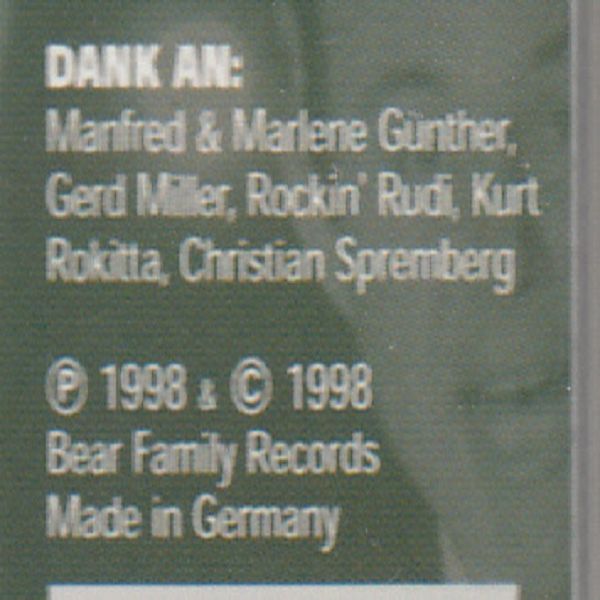 DANK AN:
Manfred & Marlene Günther,
Gerd Miller, Rockin' Rudi, Kurt
Rokitta, Christian Spremberg
℗ 1998 & © 1998
Bear Family Records
Made in Germany